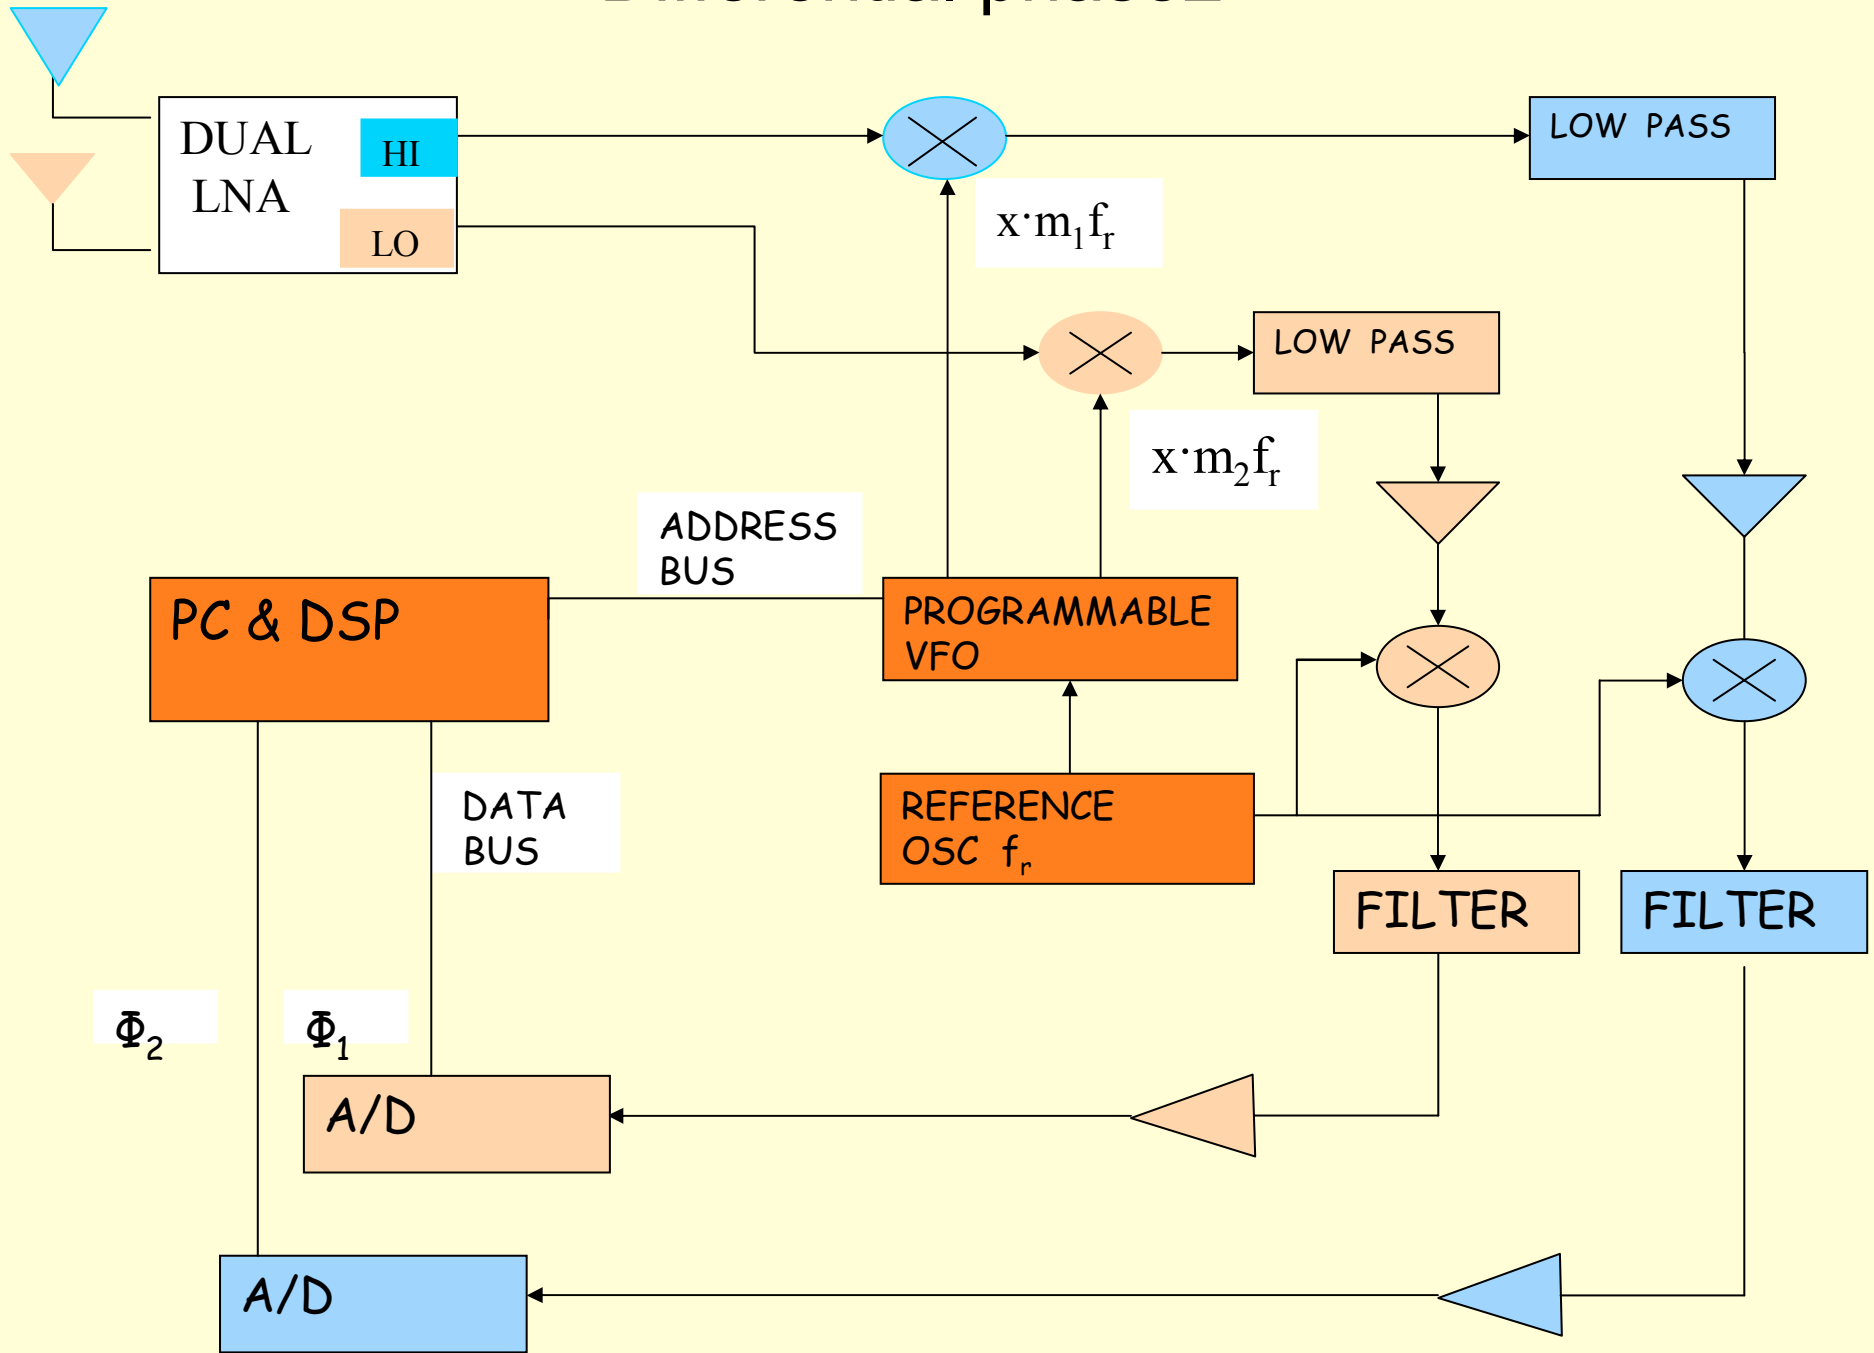 DUAL
LNA
HI
LO
LOW PASS
x·m₁fᵣ
LOW PASS
x·m₂fᵣ
ADDRESS
BUS
PC & DSP
PROGRAMMABLE
VFO
DATA
BUS
REFERENCE
OSC fᵣ
FILTER
FILTER
Φ₂
Φ₁
A/D
A/D